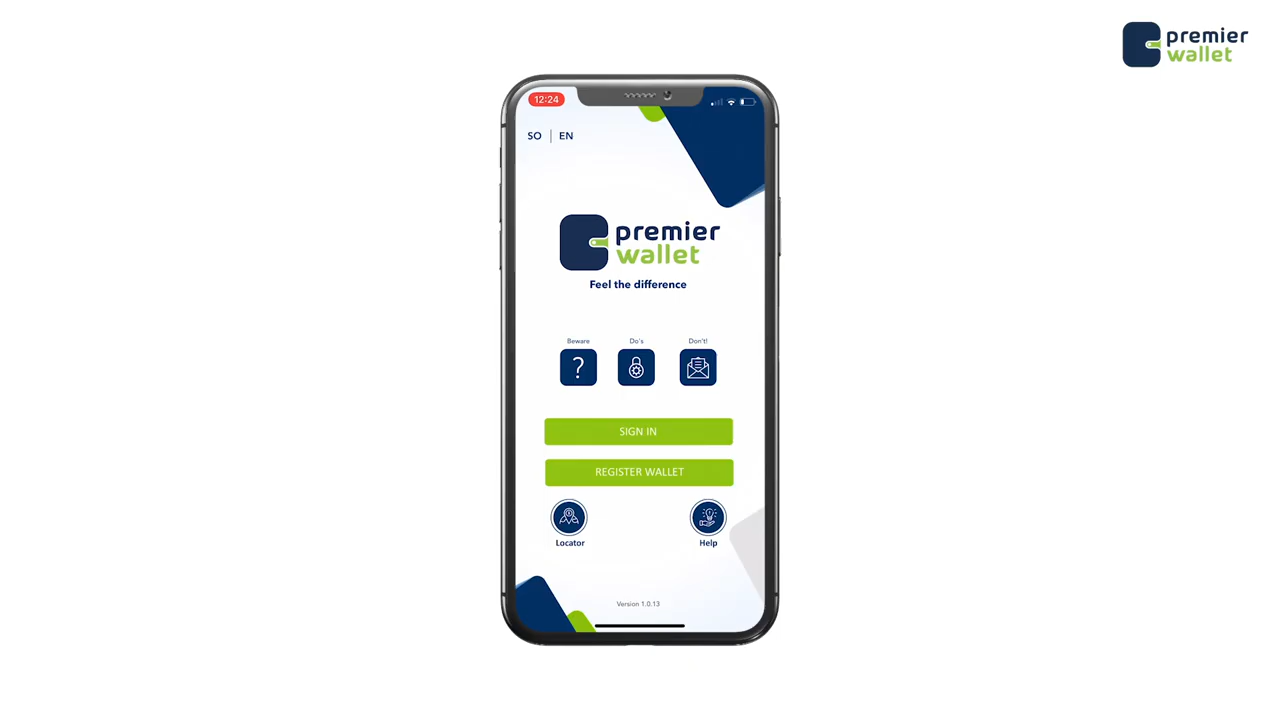 premier
wallet
12:24
SO | EN
premier
wallet
Feel the difference
Beware Do's Don't!
SIGN IN
REGISTER WALLET
Locator Help
Version 1.0.13